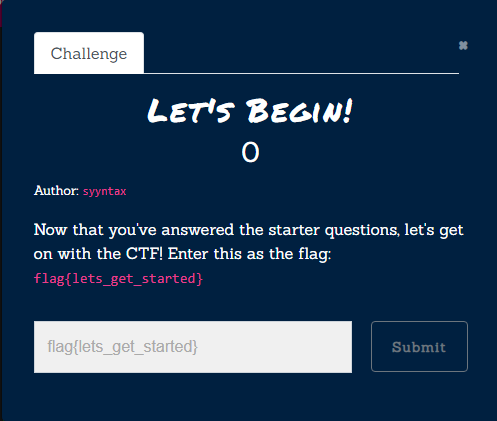 Challenge
✖
Let's Begin!
0
Author: syyntax
Now that you've answered the starter questions, let's get
on with the CTF! Enter this as the flag:
flag{lets_get_started}
flag{lets_get_started}
Submit